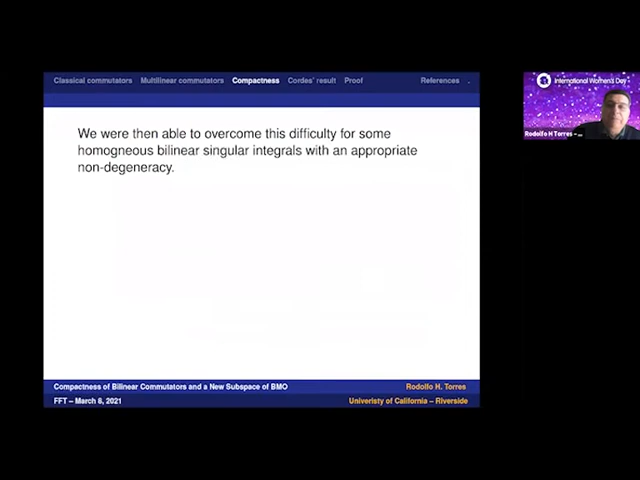 Classical commutators Multilinear commutators Compactness Cordes' result Proof References .
International Women's Day
Rodolfo H Torres - ...
We were then able to overcome this difficulty for some
homogneous bilinear singular integrals with an appropriate
non-degeneracy.
Compactness of Bilinear Commutators and a New Subspace of BMO Rodolfo H. Torres
FFT – March 8, 2021 Univeristy of California – Riverside